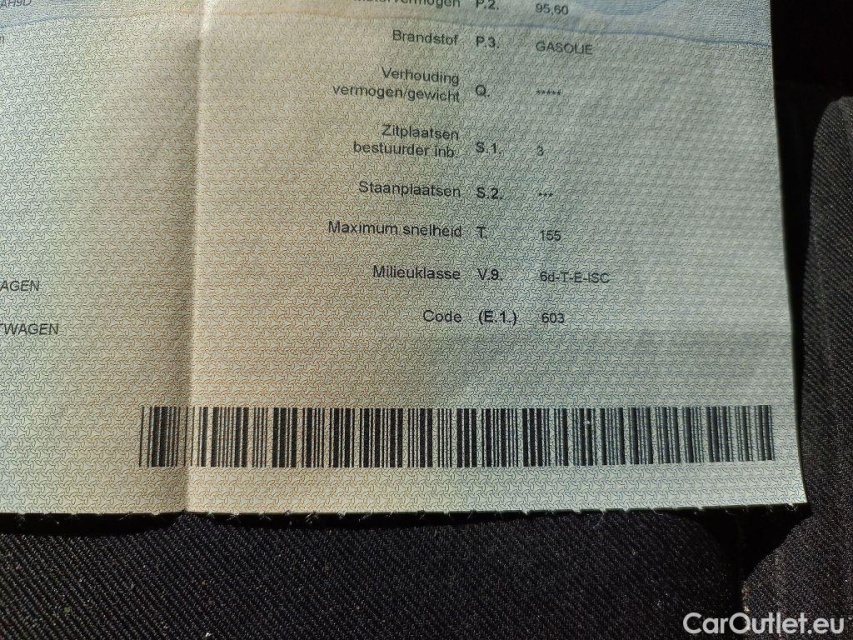 P.2. 95,60
Brandstof P.3. GASOLIE
Verhouding
vermogen/gewicht Q. *****
Zitplaatsen
bestuurder inb. S.1. 3
Staanplaatsen S.2. ***
Maximum snelheid T. 155
AGEN Milieuklasse V.9. 6d-T-E-ISC
TWAGEN Code (E.1.) 603
CarOutlet.eu